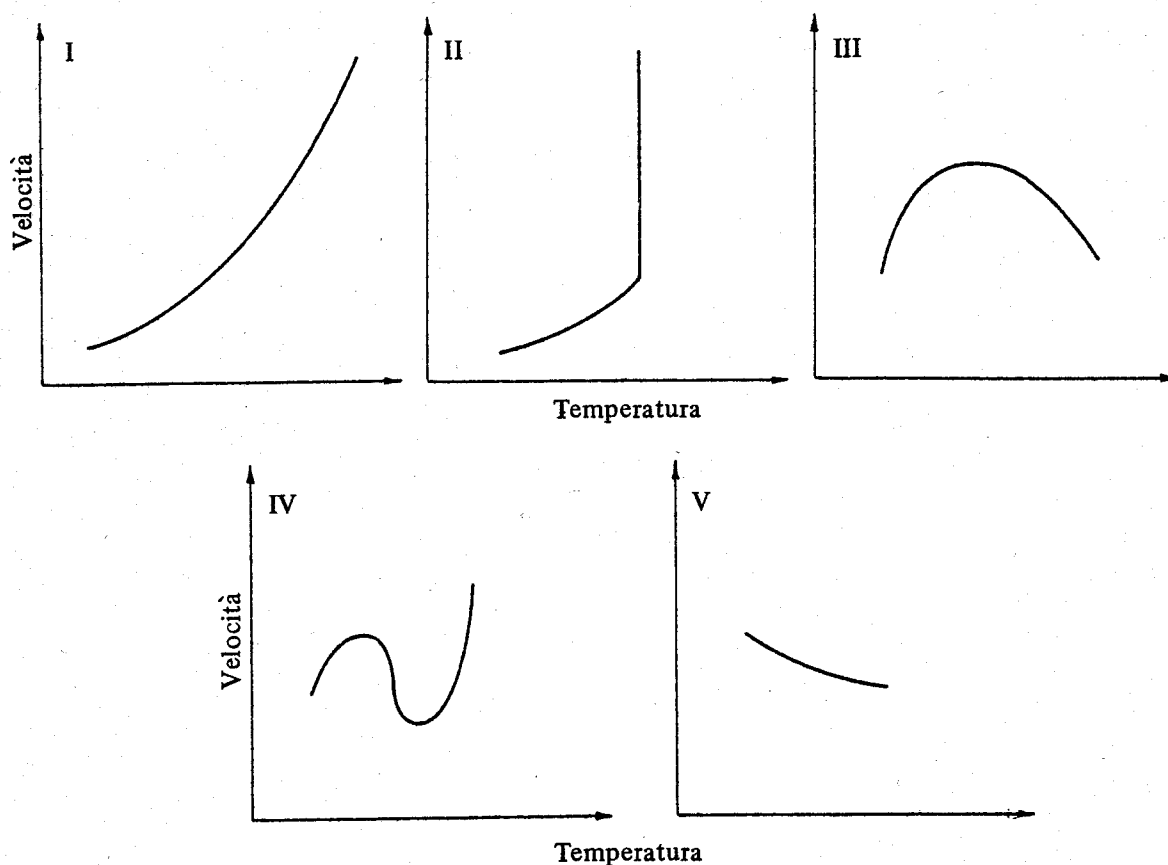 I
II
III
Velocità
Temperatura
IV
V
Velocità
Temperatura